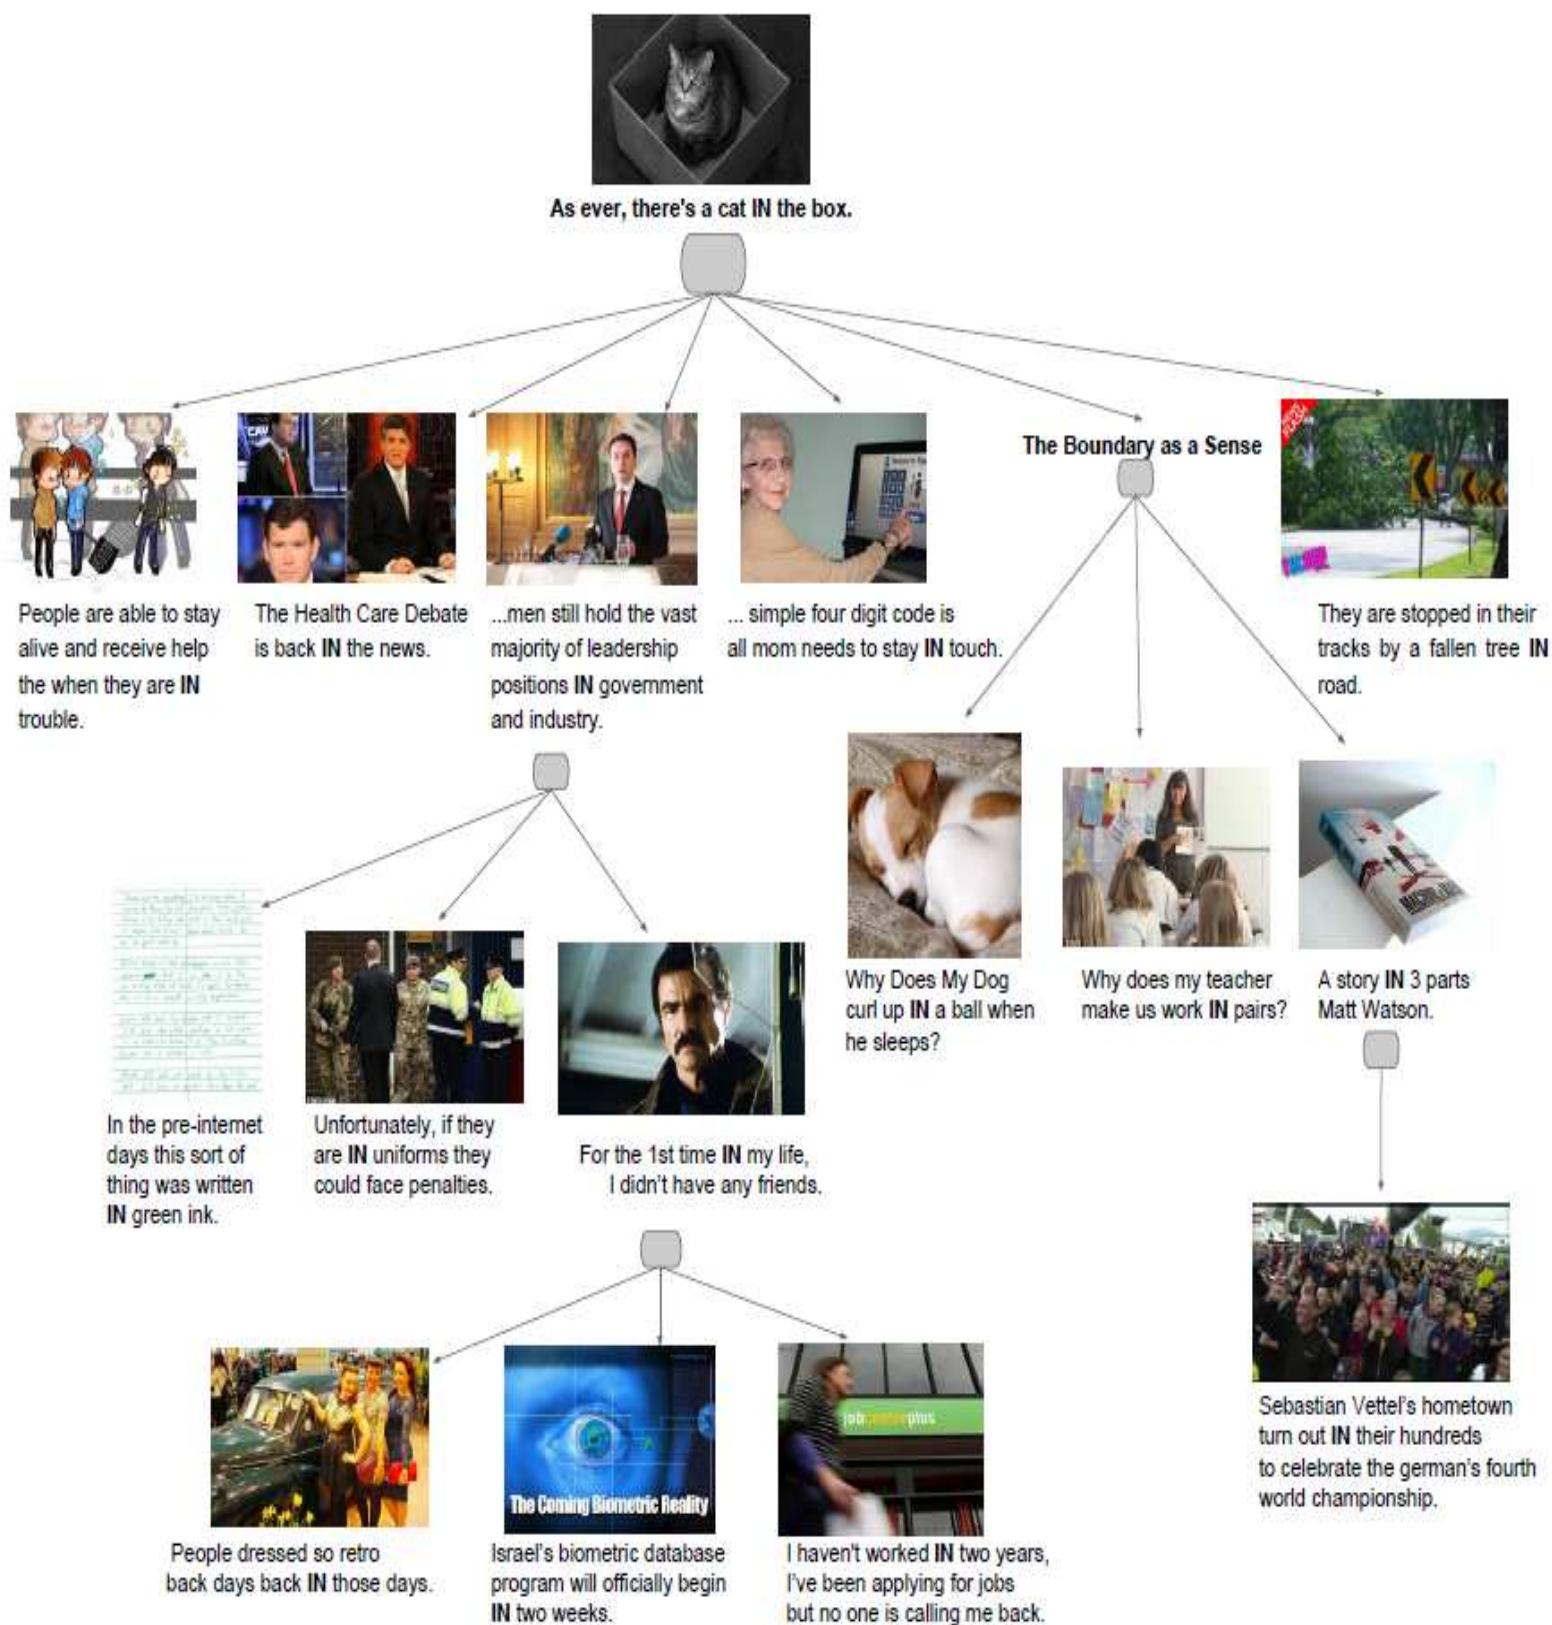 As ever, there's a cat IN the box.
CAV
NEWS
FLASH
The Boundary as a Sense
People are able to stay
alive and receive help
the when they are IN
trouble.
The Health Care Debate
is back IN the news.
...men still hold the vast
majority of leadership
positions IN government
and industry.
... simple four digit code is
all mom needs to stay IN touch.
They are stopped in their
tracks by a fallen tree IN
road.
Why Does My Dog
curl up IN a ball when
he sleeps?
Why does my teacher
make us work IN pairs?
A story IN 3 parts
Matt Watson.
In the pre-internet
days this sort of
thing was written
IN green ink.
Unfortunately, if they
are IN uniforms they
could face penalties.
For the 1st time IN my life,
I didn't have any friends.
The Coming Biometric Reality
jobcentreplus
People dressed so retro
back days back IN those days.
Israel's biometric database
program will officially begin
IN two weeks.
I haven't worked IN two years,
I've been applying for jobs
but no one is calling me back.
Sebastian Vettel's hometown
turn out IN their hundreds
to celebrate the german's fourth
world championship.